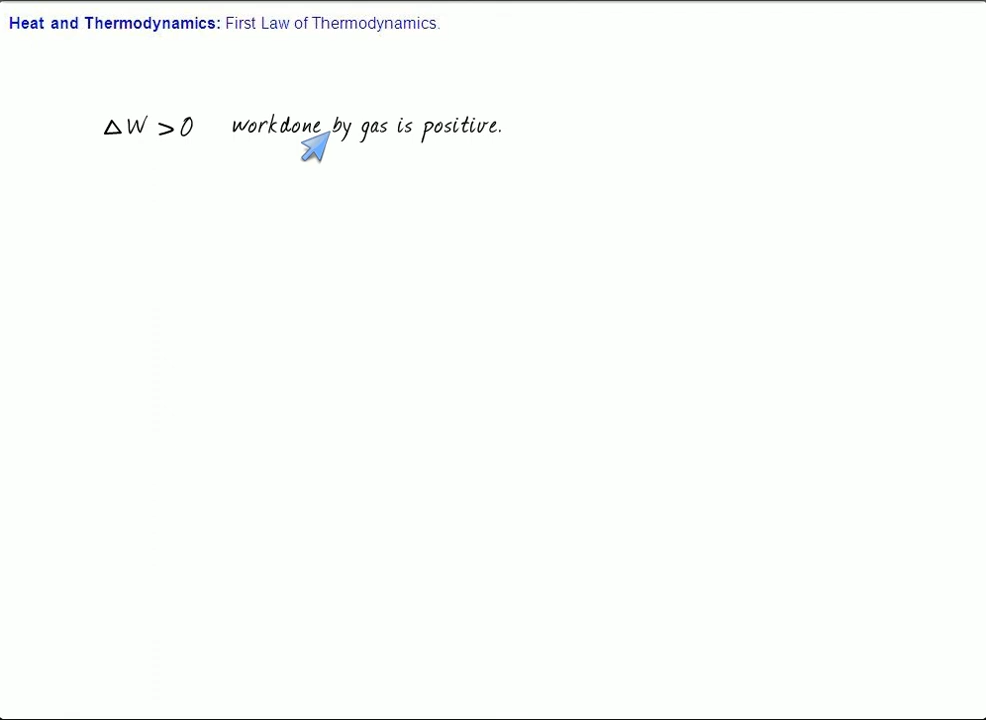 Heat and Thermodynamics: First Law of Thermodynamics.
ΔW > 0 workdone by gas is positive.